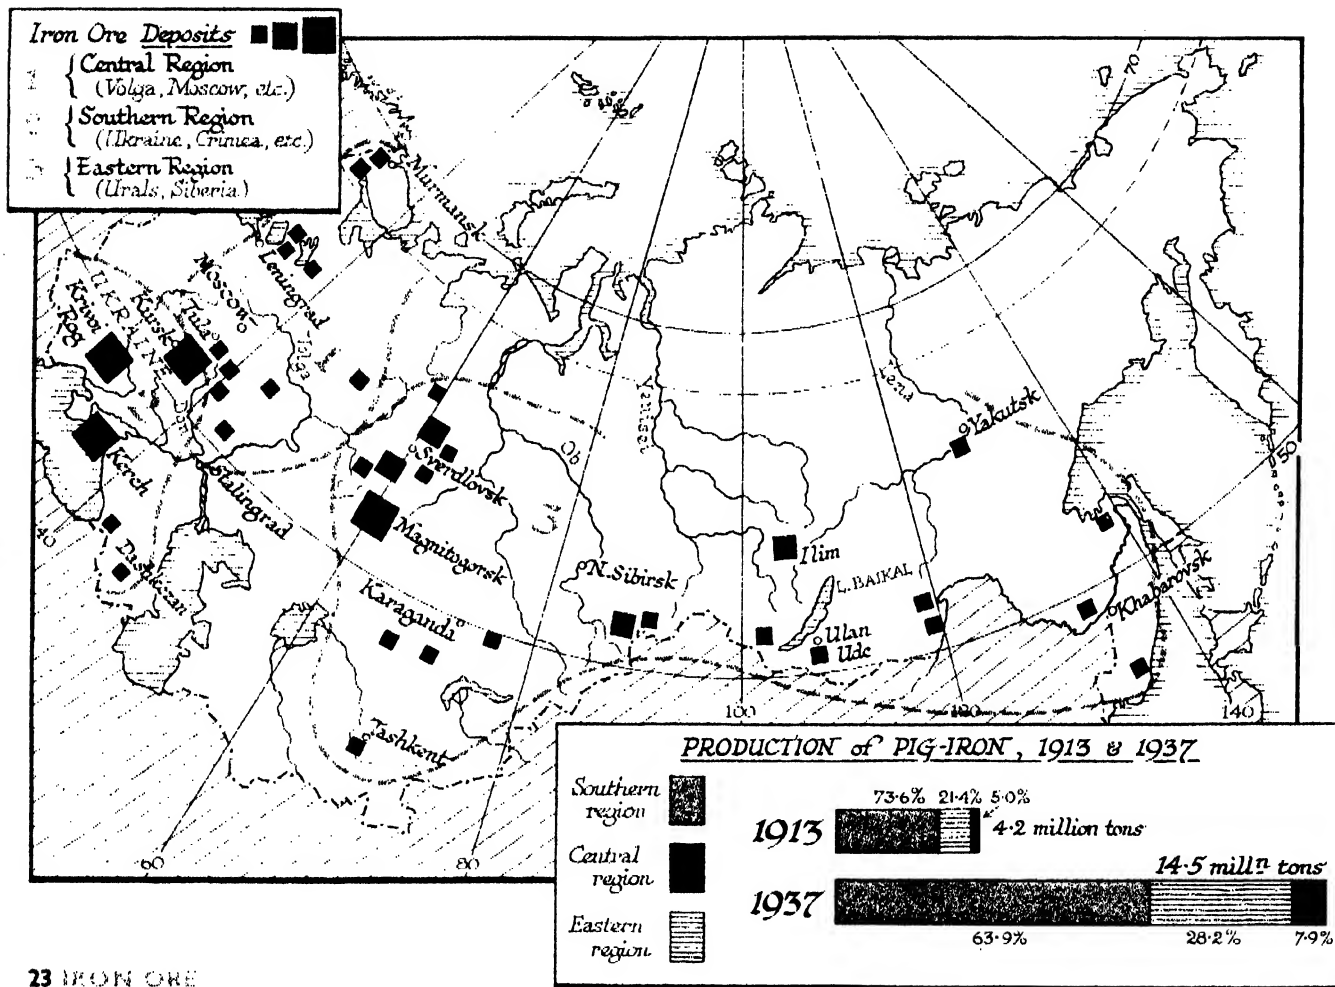 Iron Ore Deposits
Central Region
(Volga, Moscow, etc.)
Southern Region
(Ukraine, Crimea, etc.)
Eastern Region
(Urals, Siberia)
70
Murmansk
Leningrad
Moscow
UKRAINE
Krivoi
Rog
Kursk
Tula
Volga
Don
Kerch
Stalingrad
Dashkezan
40
Sverdlovsk
Magnitogorsk
Karaganda
Tashkent
Ob
Yenisei
Lena
Yakutsk
N. Sibirsk
Ilim
L. BAIKAL
Ulan
Ude
Khabarovsk
50
60
80
100
120
140
PRODUCTION of PIG-IRON, 1913 & 1937
Southern
region
Central
region
Eastern
region
73·6% 21·4% 5·0%
1913
4·2 million tons
14·5 milln tons
1937
63·9% 28·2% 7·9%
23 IRON ORE